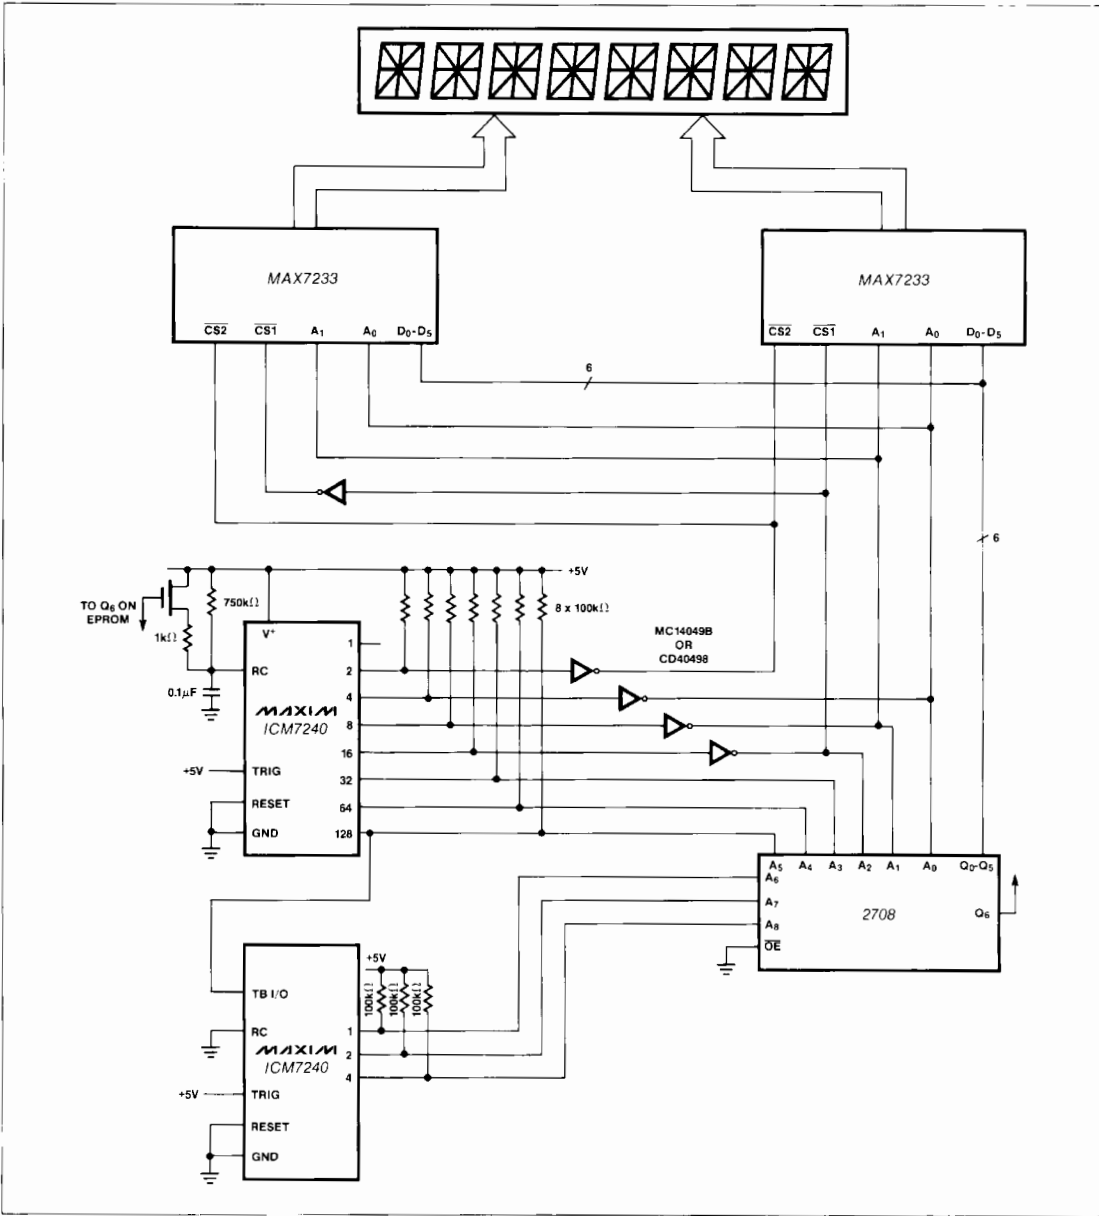 MAX7233
CS2 CS1 A1 A0 D0-D5
MAX7233
CS2 CS1 A1 A0 D0-D5
6
6
+5V
TO Q6 ON
EPROM
750kΩ
1kΩ
0.1μF
8 x 100kΩ
MC14049B
OR
CD40498
V+
RC
MAXIM
ICM7240
TRIG
RESET
GND
+5V
1
2
4
8
16
32
64
128
A5 A4 A3 A2 A1 A0 Q0-Q5
A6
A7
A8
OE
2708
Q6
+5V
100kΩ
100kΩ
100kΩ
TB I/O
RC
MAXIM
ICM7240
TRIG
RESET
GND
+5V
1
2
4